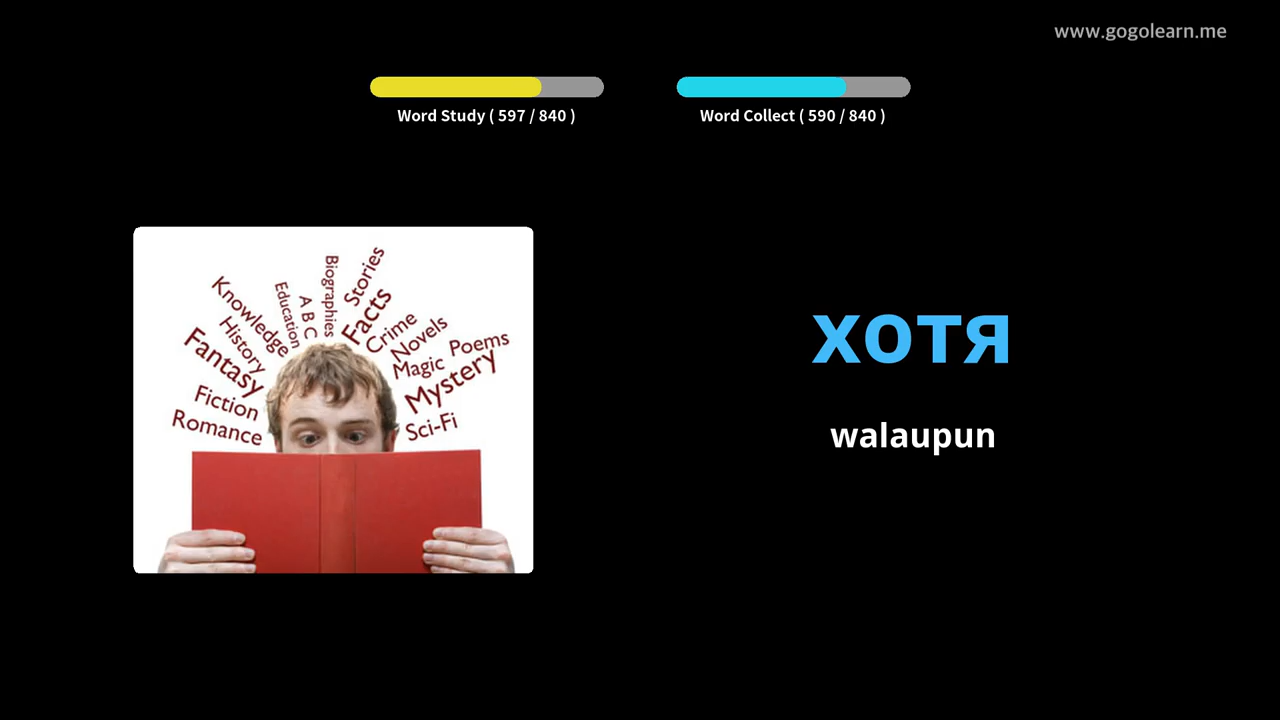 www.gogolearn.me
Word Study ( 597 / 840 )
Word Collect ( 590 / 840 )
Biographies
Stories
Education
A B C
Facts
Knowledge
Crime
History
Novels
Poems
Fantasy
Magic
Mystery
Fiction
Romance
Sci-Fi
хотя
walaupun